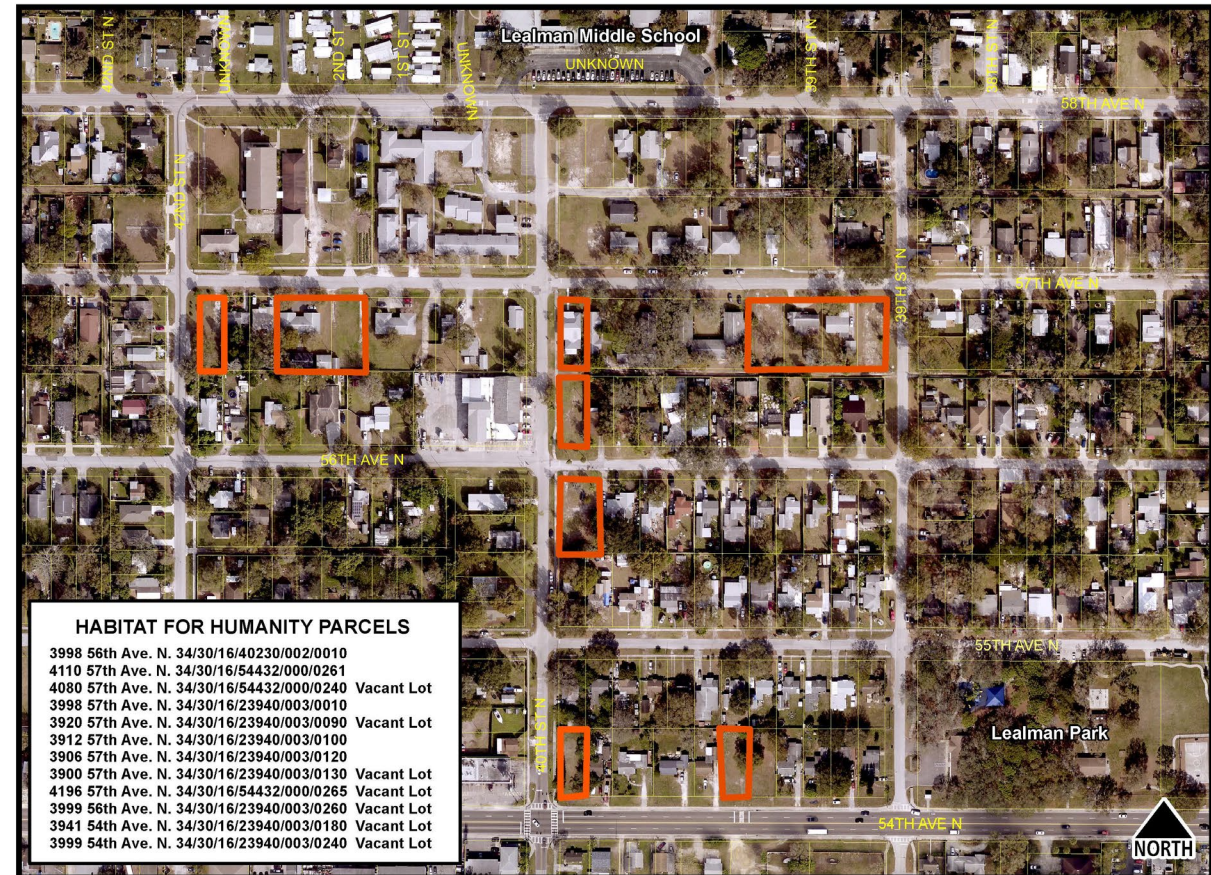 42ND ST N
UNKNOWN
2ND ST
1ST ST
UNKNOWN
Lealman Middle School
UNKNOWN
39TH ST N
58TH AVE N
42ND ST N
57TH AVE N
39TH ST N
56TH AVE N
55TH AVE N
40TH ST N
Lealman Park
54TH AVE N
NORTH
HABITAT FOR HUMANITY PARCELS
3998 56th Ave. N. 34/30/16/40230/002/0010
4110 57th Ave. N. 34/30/16/54432/000/0261
4080 57th Ave. N. 34/30/16/54432/000/0240 Vacant Lot
3998 57th Ave. N. 34/30/16/23940/003/0010
3920 57th Ave. N. 34/30/16/23940/003/0090 Vacant Lot
3912 57th Ave. N. 34/30/16/23940/003/0100
3906 57th Ave. N. 34/30/16/23940/003/0120
3900 57th Ave. N. 34/30/16/23940/003/0130 Vacant Lot
4196 57th Ave. N. 34/30/16/54432/000/0265 Vacant Lot
3999 56th Ave. N. 34/30/16/23940/003/0260 Vacant Lot
3941 54th Ave. N. 34/30/16/23940/003/0180 Vacant Lot
3999 54th Ave. N. 34/30/16/23940/003/0240 Vacant Lot